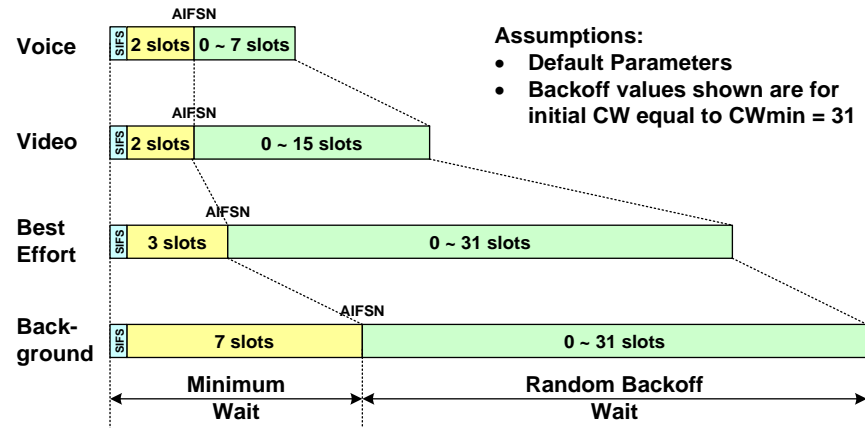 AIFSN
Voice
SIFS
2 slots
0 ~ 7 slots
Assumptions:
• Default Parameters
• Backoff values shown are for
initial CW equal to CWmin = 31
AIFSN
Video
SIFS
2 slots
0 ~ 15 slots
AIFSN
Best
Effort
SIFS
3 slots
0 ~ 31 slots
AIFSN
Back-
ground
SIFS
7 slots
0 ~ 31 slots
Minimum
Wait
Random Backoff
Wait